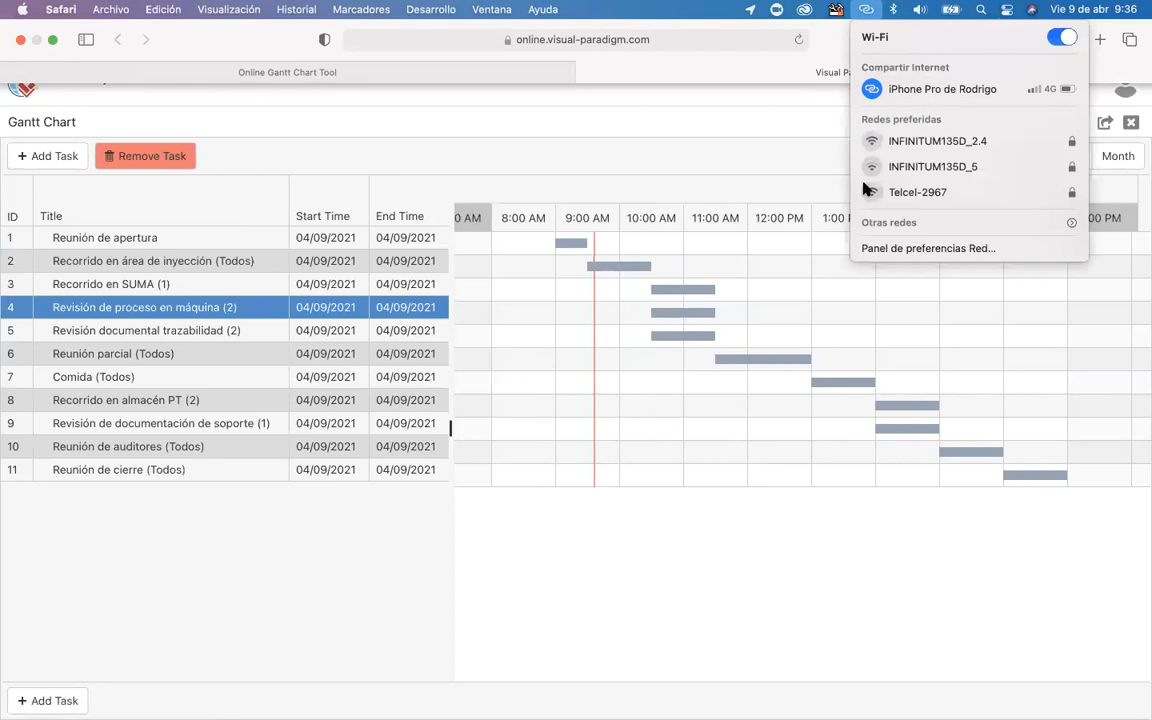 Safari Archivo Edición Visualización Historial Marcadores Desarrollo Ventana Ayuda Vie 9 de abr 9:36
online.visual-paradigm.com
Online Gantt Chart Tool
Visual Pa
Wi-Fi
Compartir Internet
iPhone Pro de Rodrigo 4G
Redes preferidas
INFINITUM135D_2.4
INFINITUM135D_5
Telcel-2967
Otras redes
Panel de preferencias Red...
Gantt Chart
+ Add Task Remove Task Month
ID Title Start Time End Time
0 AM 8:00 AM 9:00 AM 10:00 AM 11:00 AM 12:00 PM 1:00 00 PM
1 Reunión de apertura 04/09/2021 04/09/2021
2 Recorrido en área de inyección (Todos) 04/09/2021 04/09/2021
3 Recorrido en SUMA (1) 04/09/2021 04/09/2021
4 Revisión de proceso en máquina (2) 04/09/2021 04/09/2021
5 Revisión documental trazabilidad (2) 04/09/2021 04/09/2021
6 Reunión parcial (Todos) 04/09/2021 04/09/2021
7 Comida (Todos) 04/09/2021 04/09/2021
8 Recorrido en almacén PT (2) 04/09/2021 04/09/2021
9 Revisión de documentación de soporte (1) 04/09/2021 04/09/2021
10 Reunión de auditores (Todos) 04/09/2021 04/09/2021
11 Reunión de cierre (Todos) 04/09/2021 04/09/2021
+ Add Task